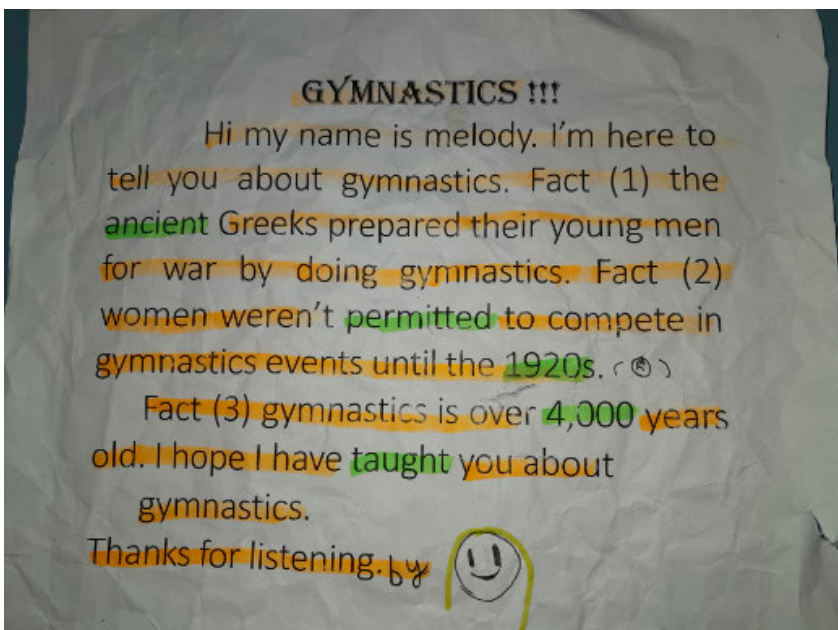 GYMNASTICS !!!
Hi my name is melody. I'm here to
tell you about gymnastics. Fact (1) the
ancient Greeks prepared their young men
for war by doing gymnastics. Fact (2)
women weren't permitted to compete in
gymnastics events until the 1920s.
Fact (3) gymnastics is over 4,000 years
old. I hope I have taught you about
gymnastics.
Thanks for listening. by